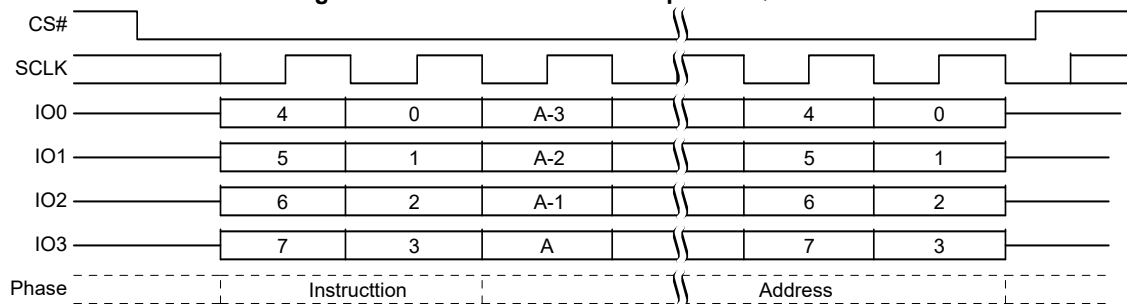 CS#
SCLK
IO0 4 0 A-3 4 0
IO1 5 1 A-2 5 1
IO2 6 2 A-1 6 2
IO3 7 3 A 7 3
Phase Instructtion Address